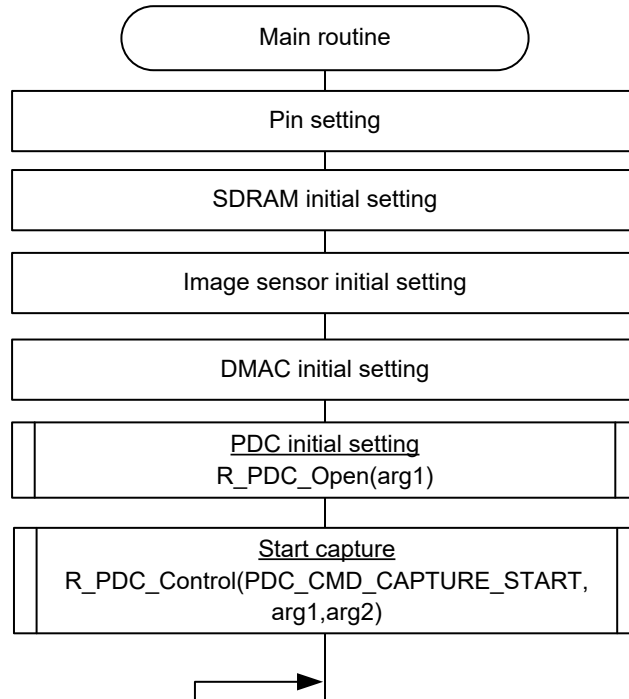 Main routine
Pin setting
SDRAM initial setting
Image sensor initial setting
DMAC initial setting
PDC initial setting
R_PDC_Open(arg1)
Start capture
R_PDC_Control(PDC_CMD_CAPTURE_START,
arg1,arg2)